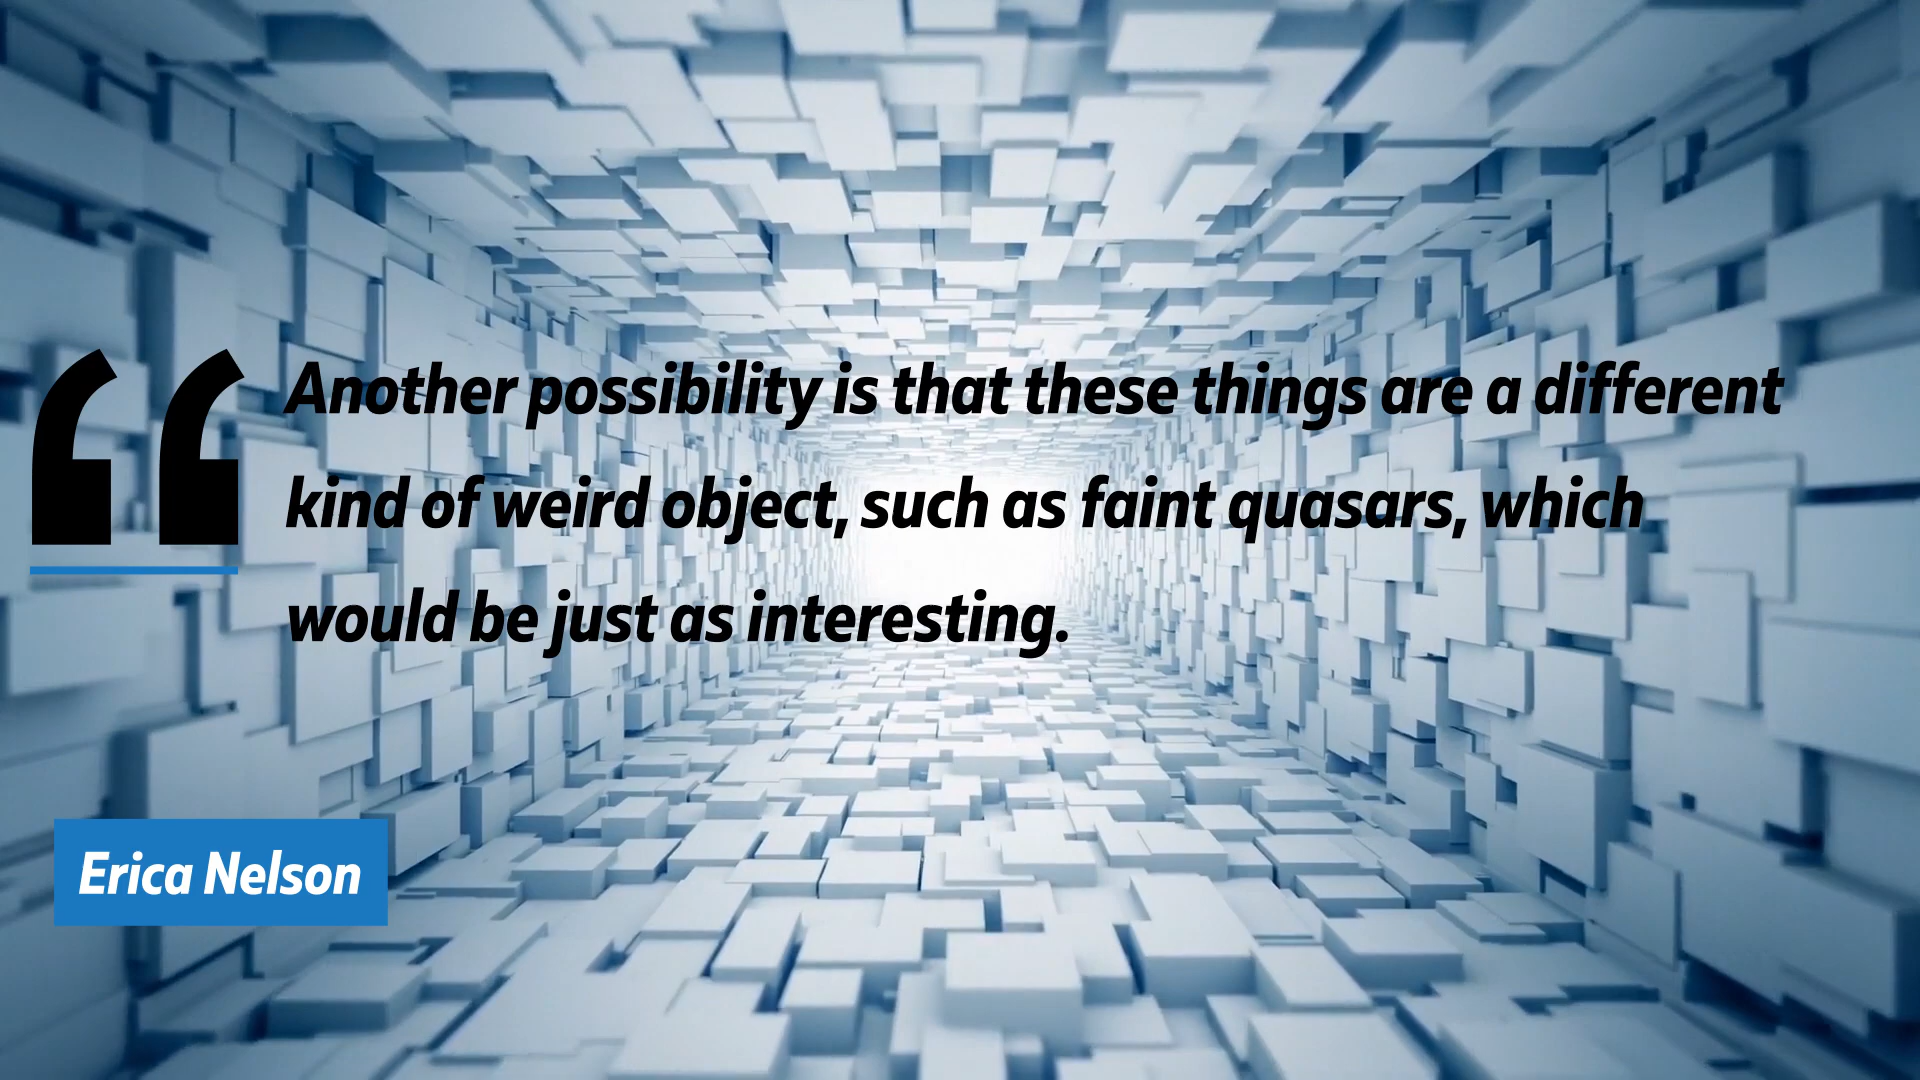 “
Another possibility is that these things are a different
kind of weird object, such as faint quasars, which
would be just as interesting.
Erica Nelson